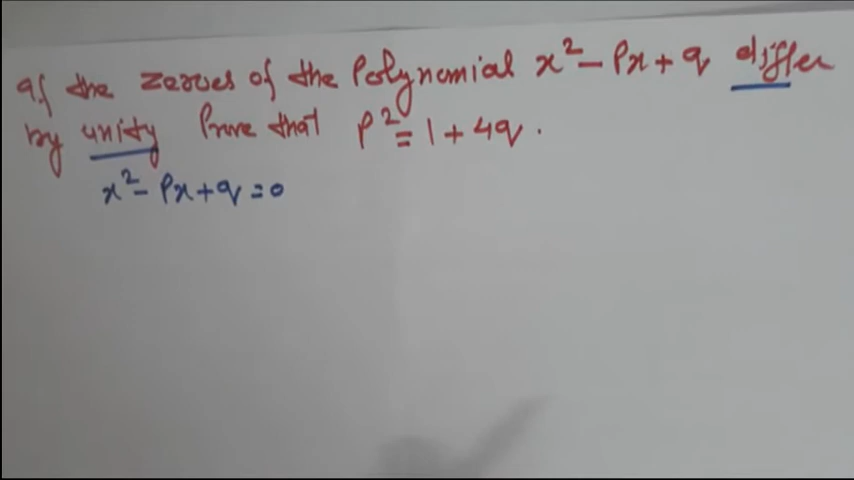 If the zeroes of the Polynomial x² - Px + q differ
by unity Prove that P² = 1 + 4q .
x² - Px + q = 0